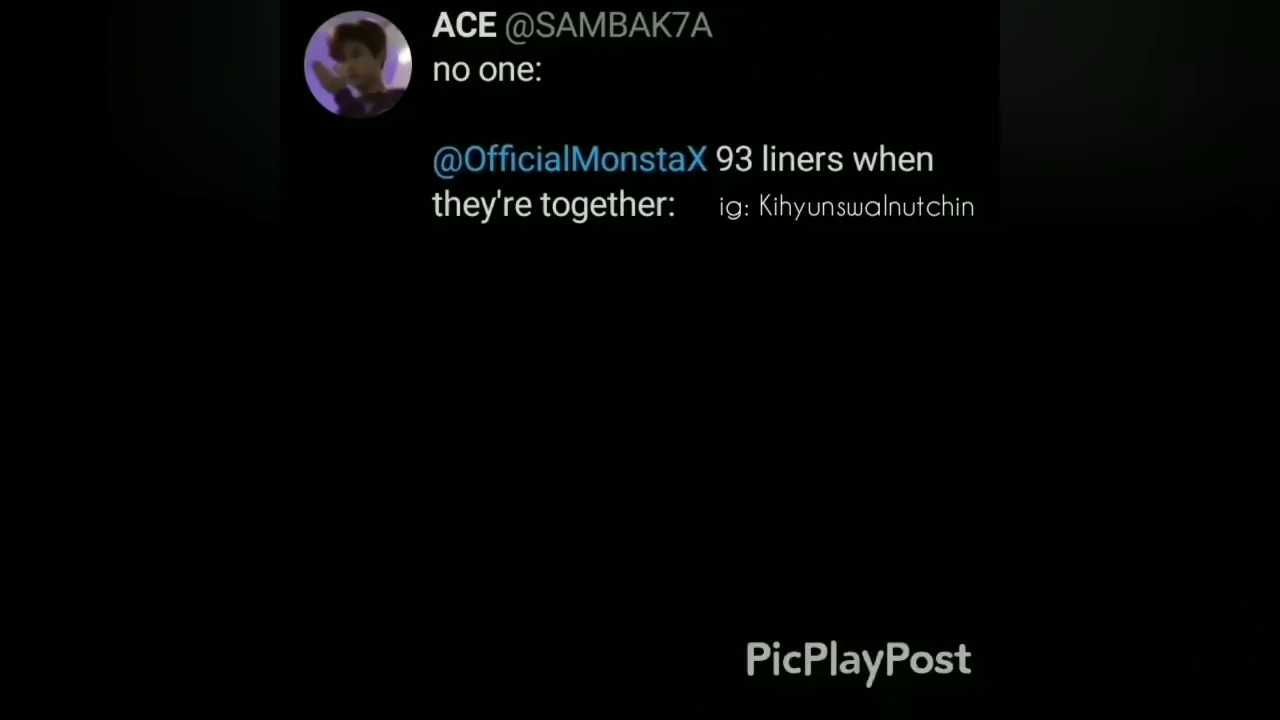 ACE @SAMBAK7A
no one:
@OfficialMonstaX 93 liners when
they're together: ig: Kihyunswalnutchin
PicPlayPost